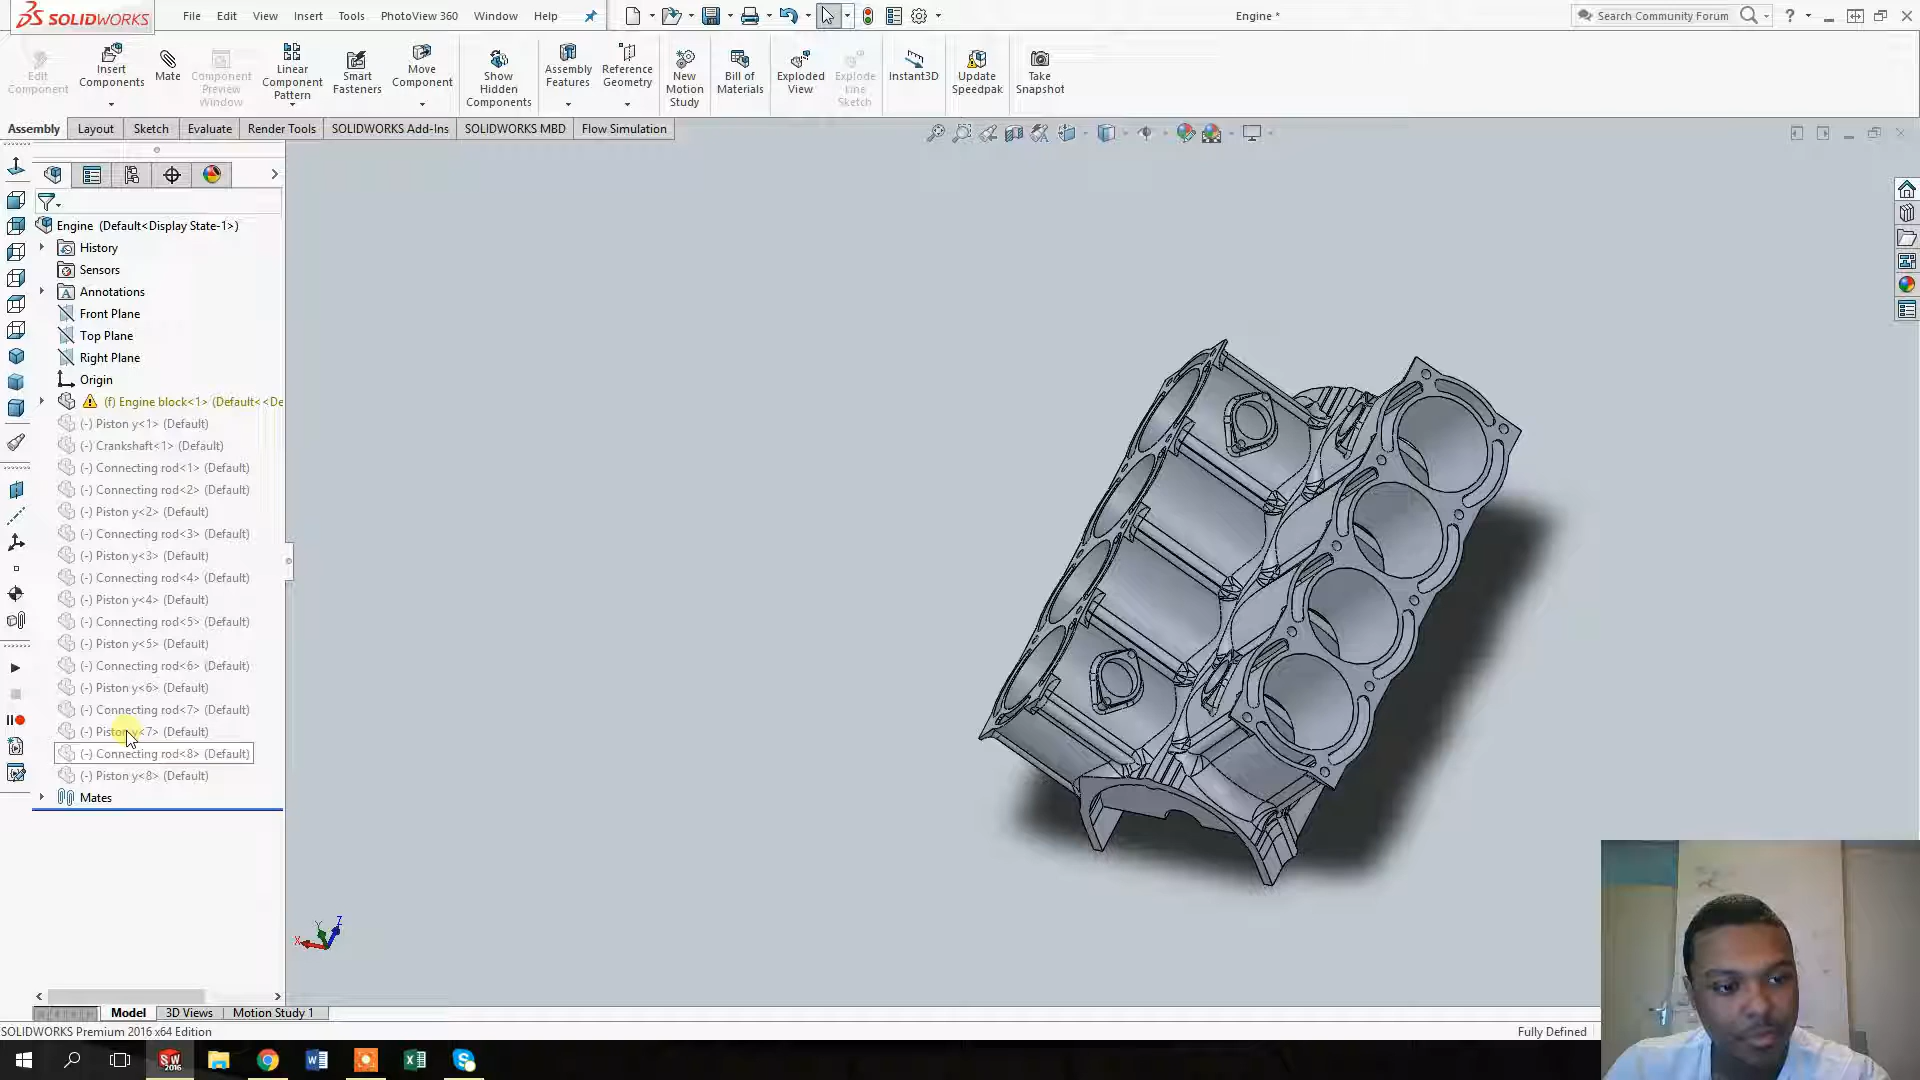 SOLIDWORKS
File Edit View Insert Tools PhotoView 360 Window Help
Engine *
Search Community Forum
?
Edit Component
Insert Components
Mate
Component Preview Window
Linear Component Pattern
Smart Fasteners
Move Component
Show Hidden Components
Assembly Features
Reference Geometry
New Motion Study
Bill of Materials
Exploded View
Explode Line Sketch
Instant3D
Update Speedpak
Take Snapshot
Assembly Layout Sketch Evaluate Render Tools SOLIDWORKS Add-Ins SOLIDWORKS MBD Flow Simulation
Engine (Default<Display State-1>)
History
Sensors
Annotations
Front Plane
Top Plane
Right Plane
Origin
(f) Engine block<1> (Default<<De
(-) Piston y<1> (Default)
(-) Crankshaft<1> (Default)
(-) Connecting rod<1> (Default)
(-) Connecting rod<2> (Default)
(-) Piston y<2> (Default)
(-) Connecting rod<3> (Default)
(-) Piston y<3> (Default)
(-) Connecting rod<4> (Default)
(-) Piston y<4> (Default)
(-) Connecting rod<5> (Default)
(-) Piston y<5> (Default)
(-) Connecting rod<6> (Default)
(-) Piston y<6> (Default)
(-) Connecting rod<7> (Default)
(-) Piston y<7> (Default)
(-) Connecting rod<8> (Default)
(-) Piston y<8> (Default)
Mates
X Y Z
Model 3D Views Motion Study 1
SOLIDWORKS Premium 2016 x64 Edition
Fully Defined
SW 2016